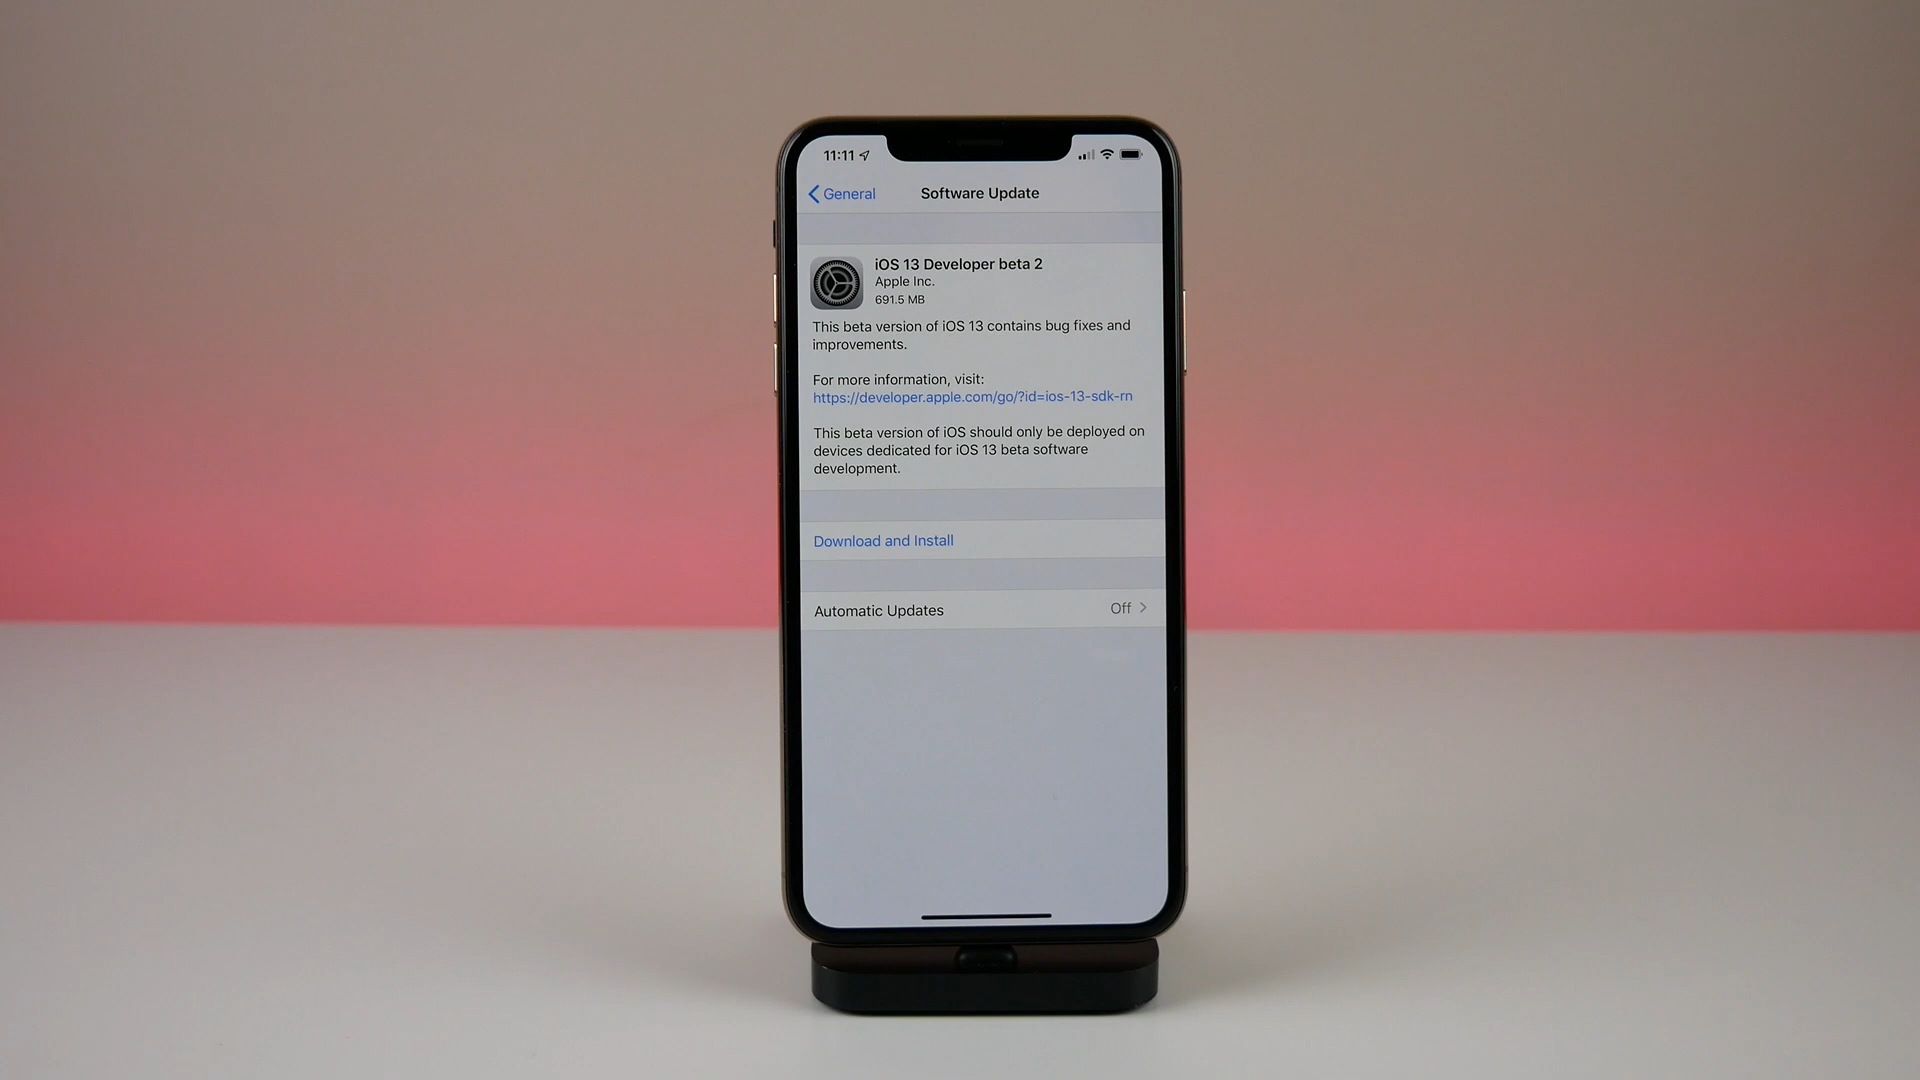 11:11
General
Software Update
iOS 13 Developer beta 2
Apple Inc.
691.5 MB
This beta version of iOS 13 contains bug fixes and
improvements.
For more information, visit:
https://developer.apple.com/go/?id=ios-13-sdk-rn
This beta version of iOS should only be deployed on
devices dedicated for iOS 13 beta software
development.
Download and Install
Automatic Updates
Off